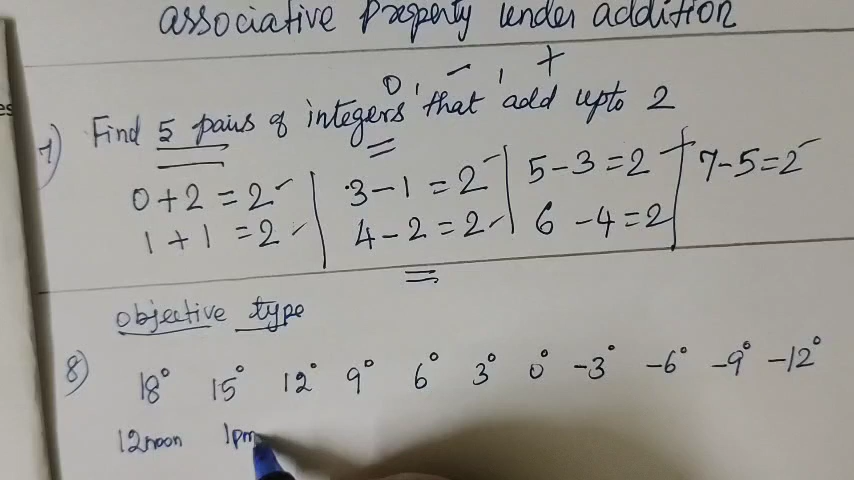 associative Property under addition
0, -, +
7) Find 5 pairs of integers that add upto 2
0+2=2 3-1=2 5-3=2 7-5=2
1+1=2 4-2=2 6-4=2
objective type
8) 18° 15° 12° 9° 6° 3° 0° -3° -6° -9° -12°
12noon 1pm